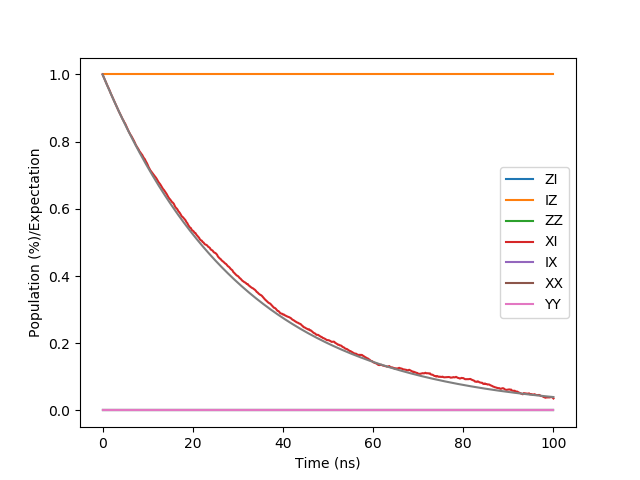 1.0
0.8
0.6
0.4
0.2
0.0
Population (%)/Expectation
ZI
IZ
ZZ
XI
IX
XX
YY
0 20 40 60 80 100
Time (ns)